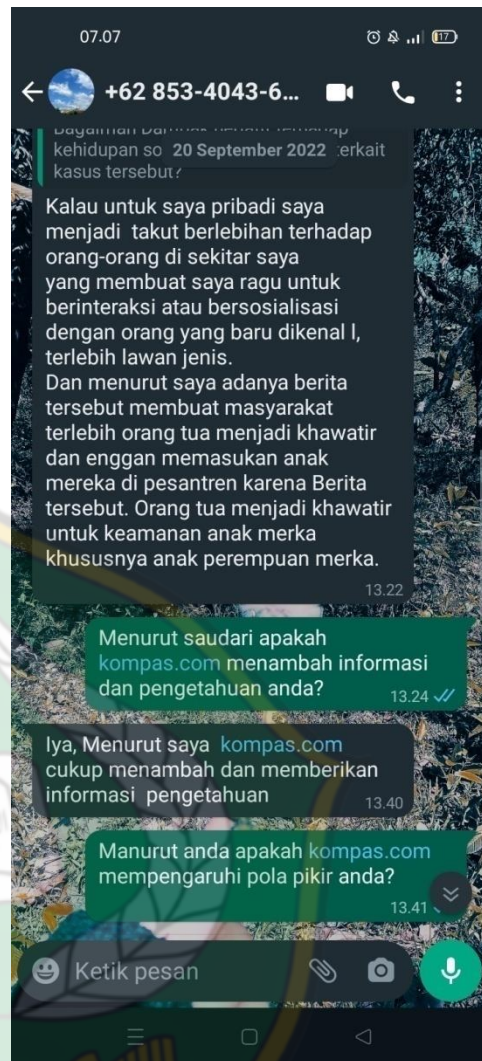 07.07
17
+62 853-4043-6...
kehidupan so
20 September 2022
terkait
kasus tersebut?
Kalau untuk saya pribadi saya
menjadi takut berlebihan terhadap
orang-orang di sekitar saya
yang membuat saya ragu untuk
berinteraksi atau bersosialisasi
dengan orang yang baru dikenal l,
terlebih lawan jenis.
Dan menurut saya adanya berita
tersebut membuat masyarakat
terlebih orang tua menjadi khawatir
dan enggan memasukan anak
mereka di pesantren karena Berita
tersebut. Orang tua menjadi khawatir
untuk keamanan anak merka
khususnya anak perempuan merka.
13.22
Menurut saudari apakah
kompas.com menambah informasi
dan pengetahuan anda?
13.24
Iya, Menurut saya kompas.com
cukup menambah dan memberikan
informasi pengetahuan
13.40
Manurut anda apakah kompas.com
mempengaruhi pola pikir anda?
13.41
Ketik pesan